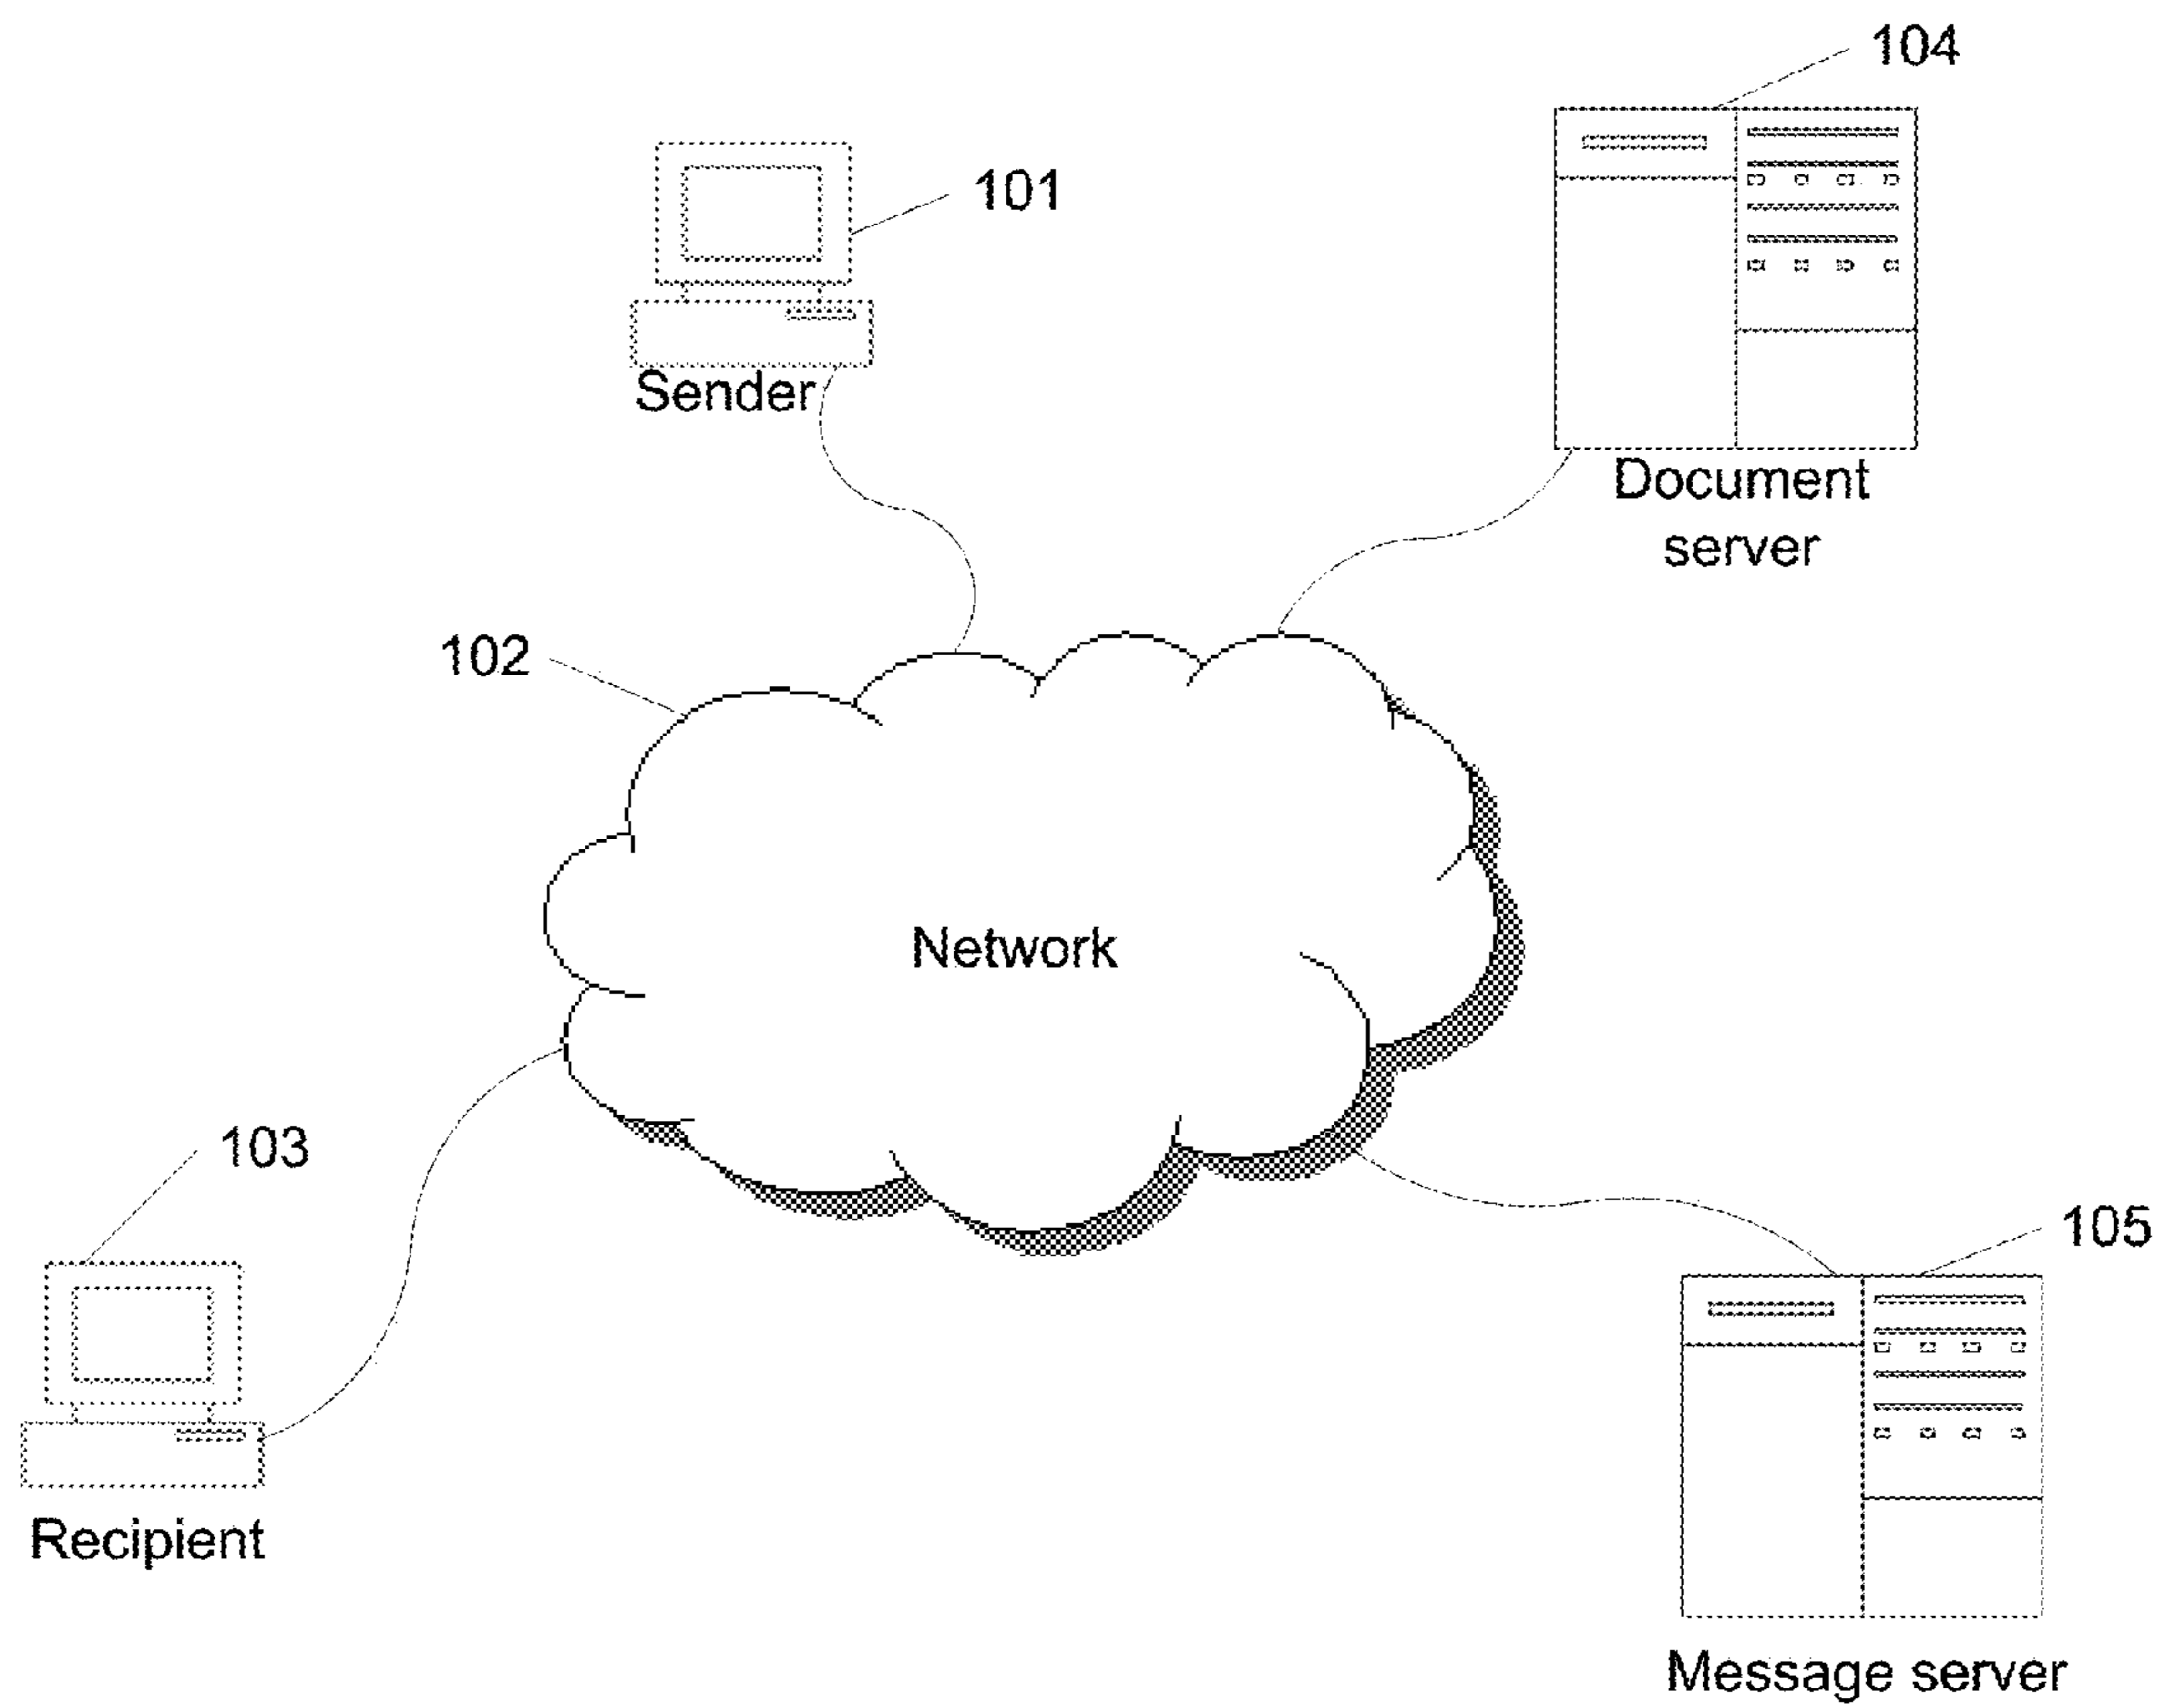 104
101
Sender
Document
server
102
Network
103
105
Recipient
Message server